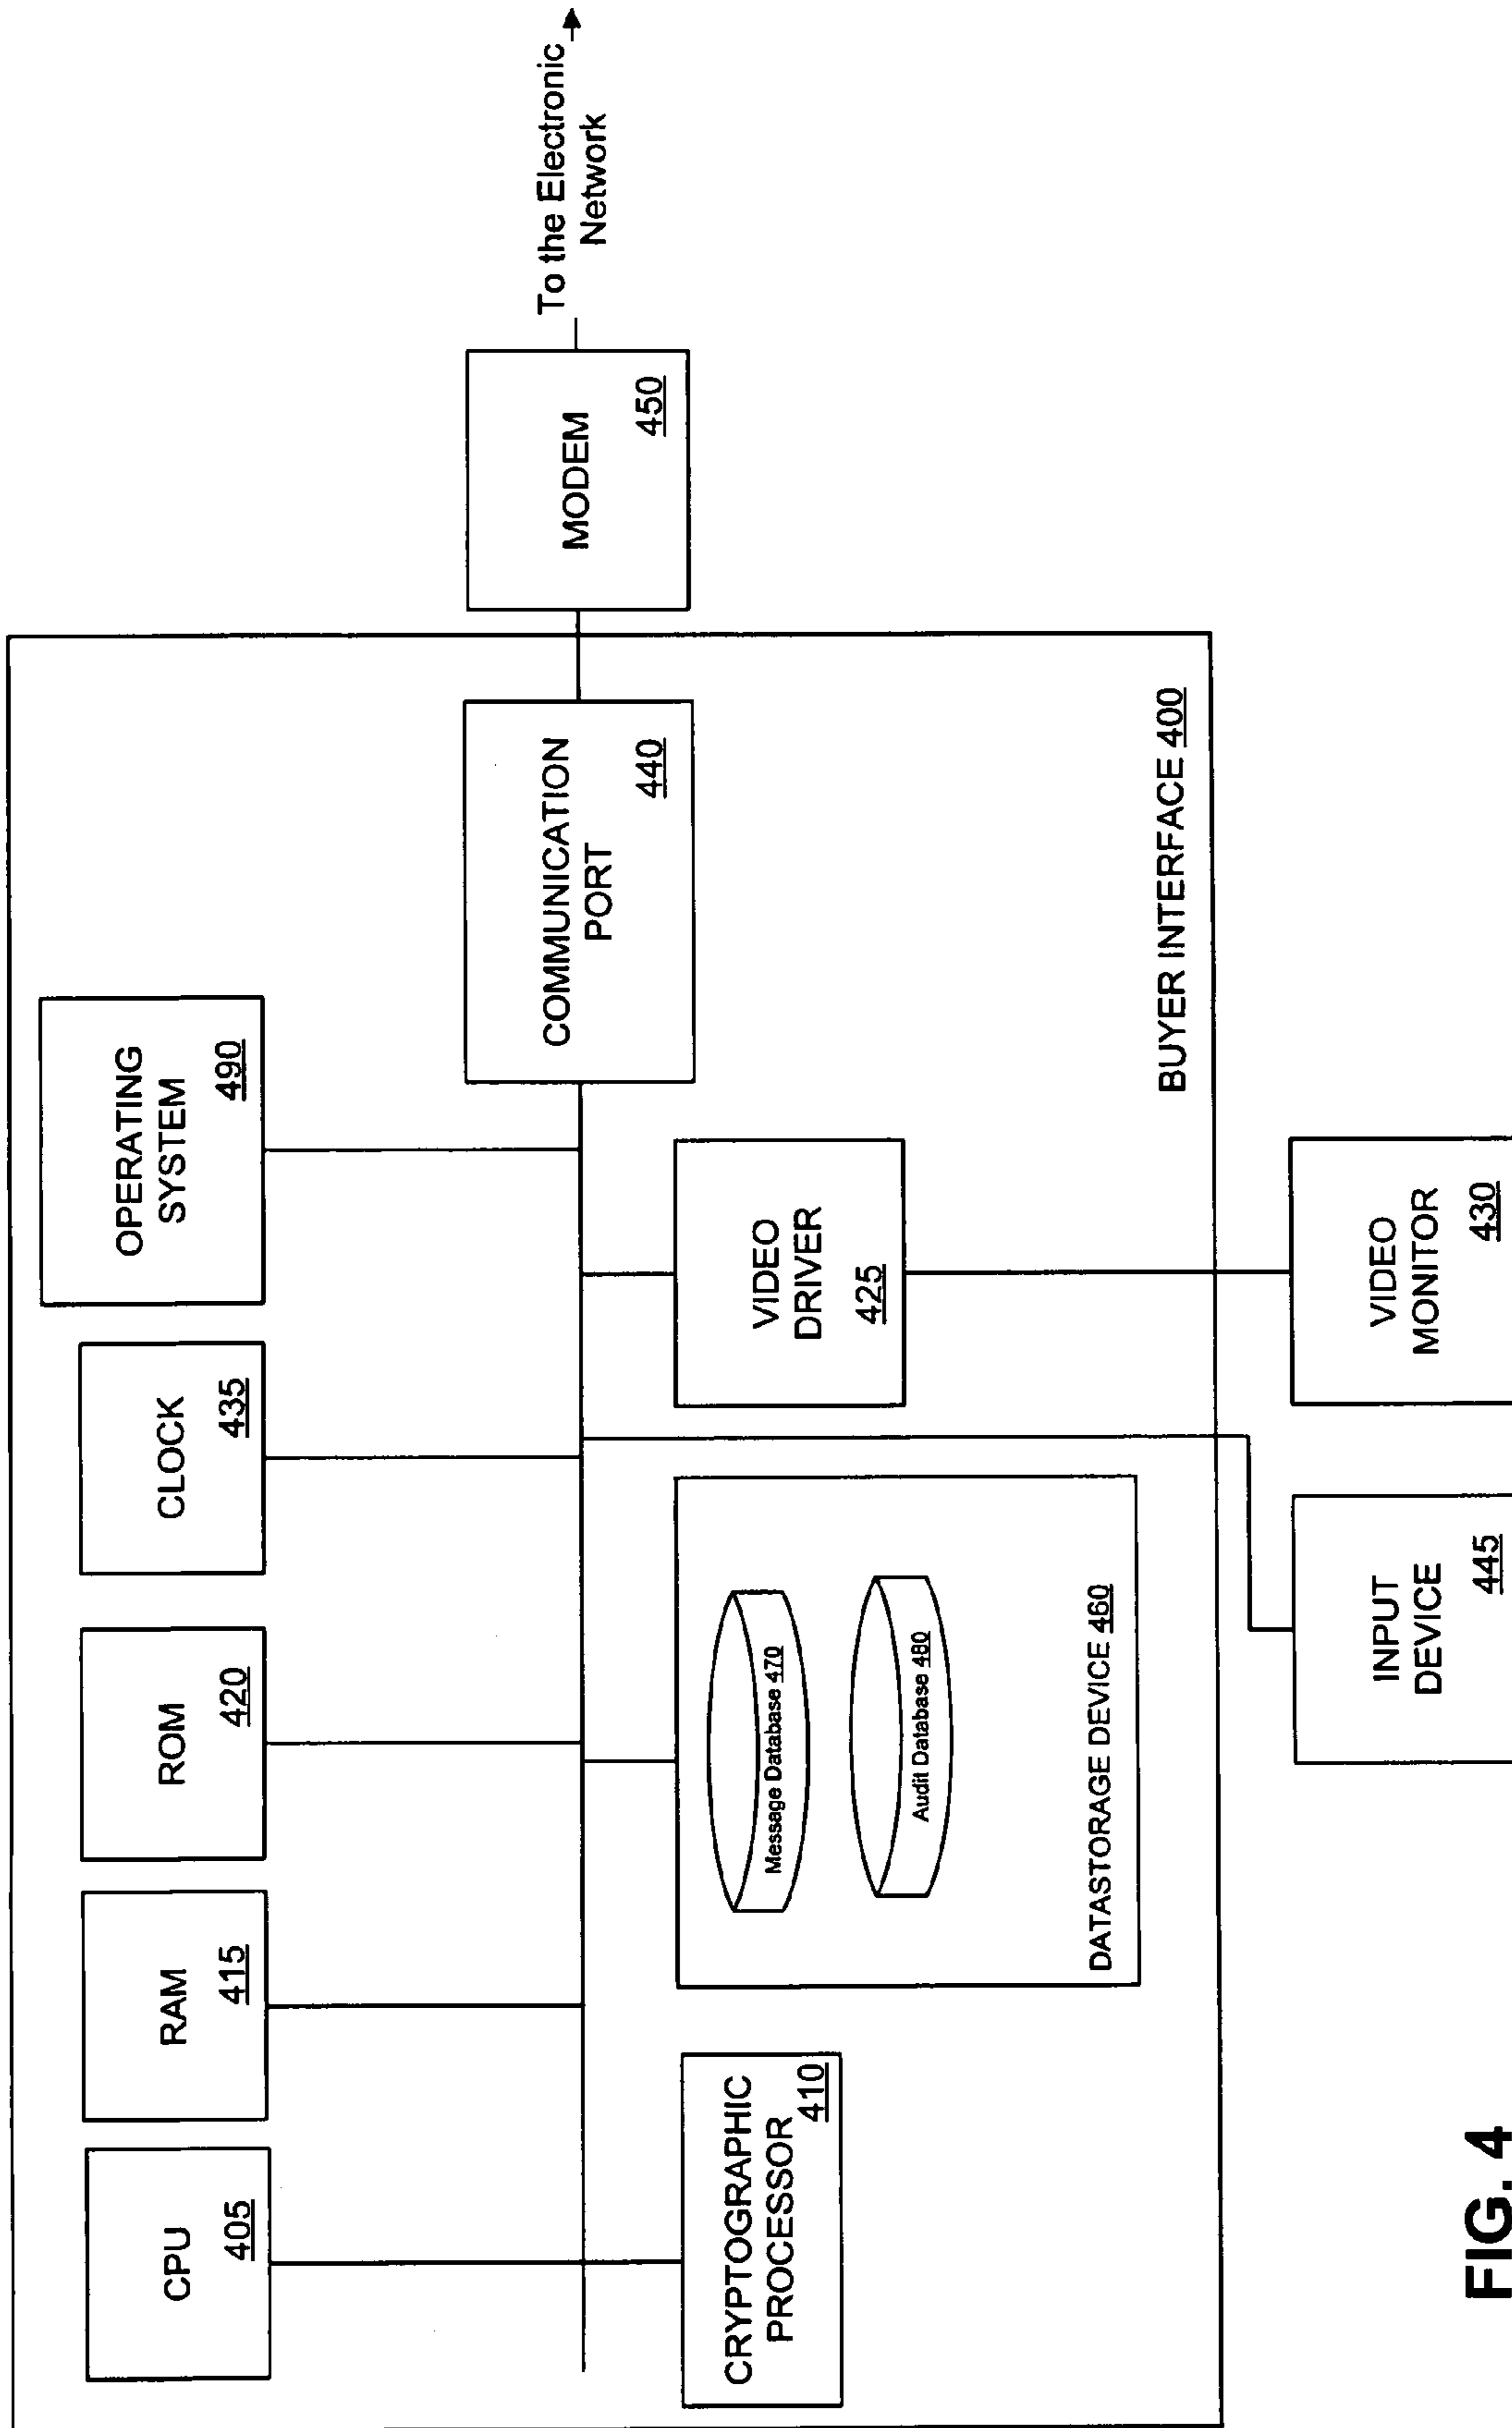 CPU
405
RAM
415
ROM
420
CLOCK
435
OPERATING
SYSTEM
490
CRYPTOGRAPHIC
PROCESSOR
410
Message Database 470
Audit Database 480
DATASTORAGE DEVICE 460
VIDEO
DRIVER
425
COMMUNICATION
PORT
440
MODEM
450
To the Electronic
Network
BUYER INTERFACE 400
INPUT
DEVICE
445
VIDEO
MONITOR
430
FIG. 4